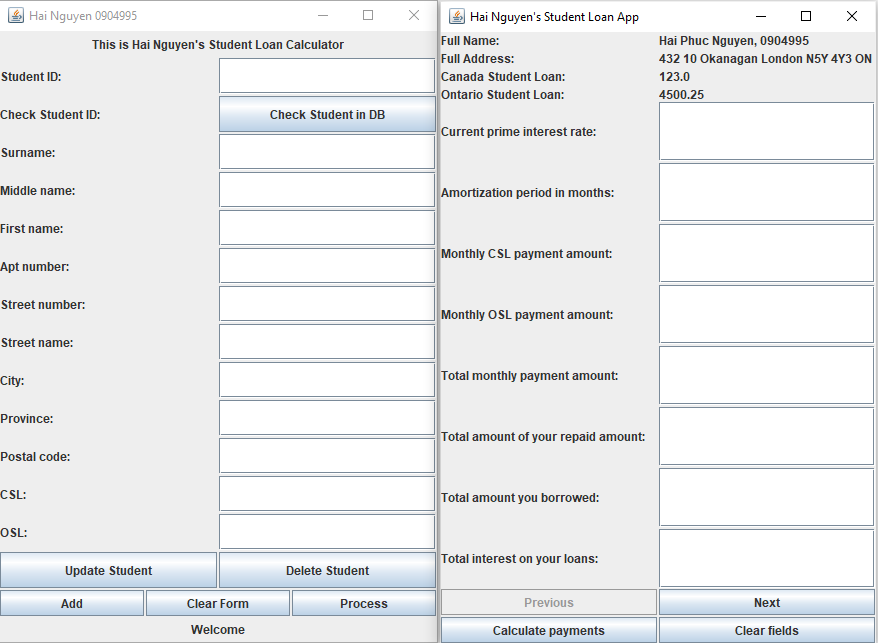 Hai Nguyen 0904995
This is Hai Nguyen's Student Loan Calculator
Student ID:
Check Student ID: Check Student in DB
Surname:
Middle name:
First name:
Apt number:
Street number:
Street name:
City:
Province:
Postal code:
CSL:
OSL:
Update Student Delete Student
Add Clear Form Process
Welcome
Hai Nguyen's Student Loan App
Full Name: Hai Phuc Nguyen, 0904995
Full Address: 432 10 Okanagan London N5Y 4Y3 ON
Canada Student Loan: 123.0
Ontario Student Loan: 4500.25
Current prime interest rate:
Amortization period in months:
Monthly CSL payment amount:
Monthly OSL payment amount:
Total monthly payment amount:
Total amount of your repaid amount:
Total amount you borrowed:
Total interest on your loans:
Previous Next
Calculate payments Clear fields